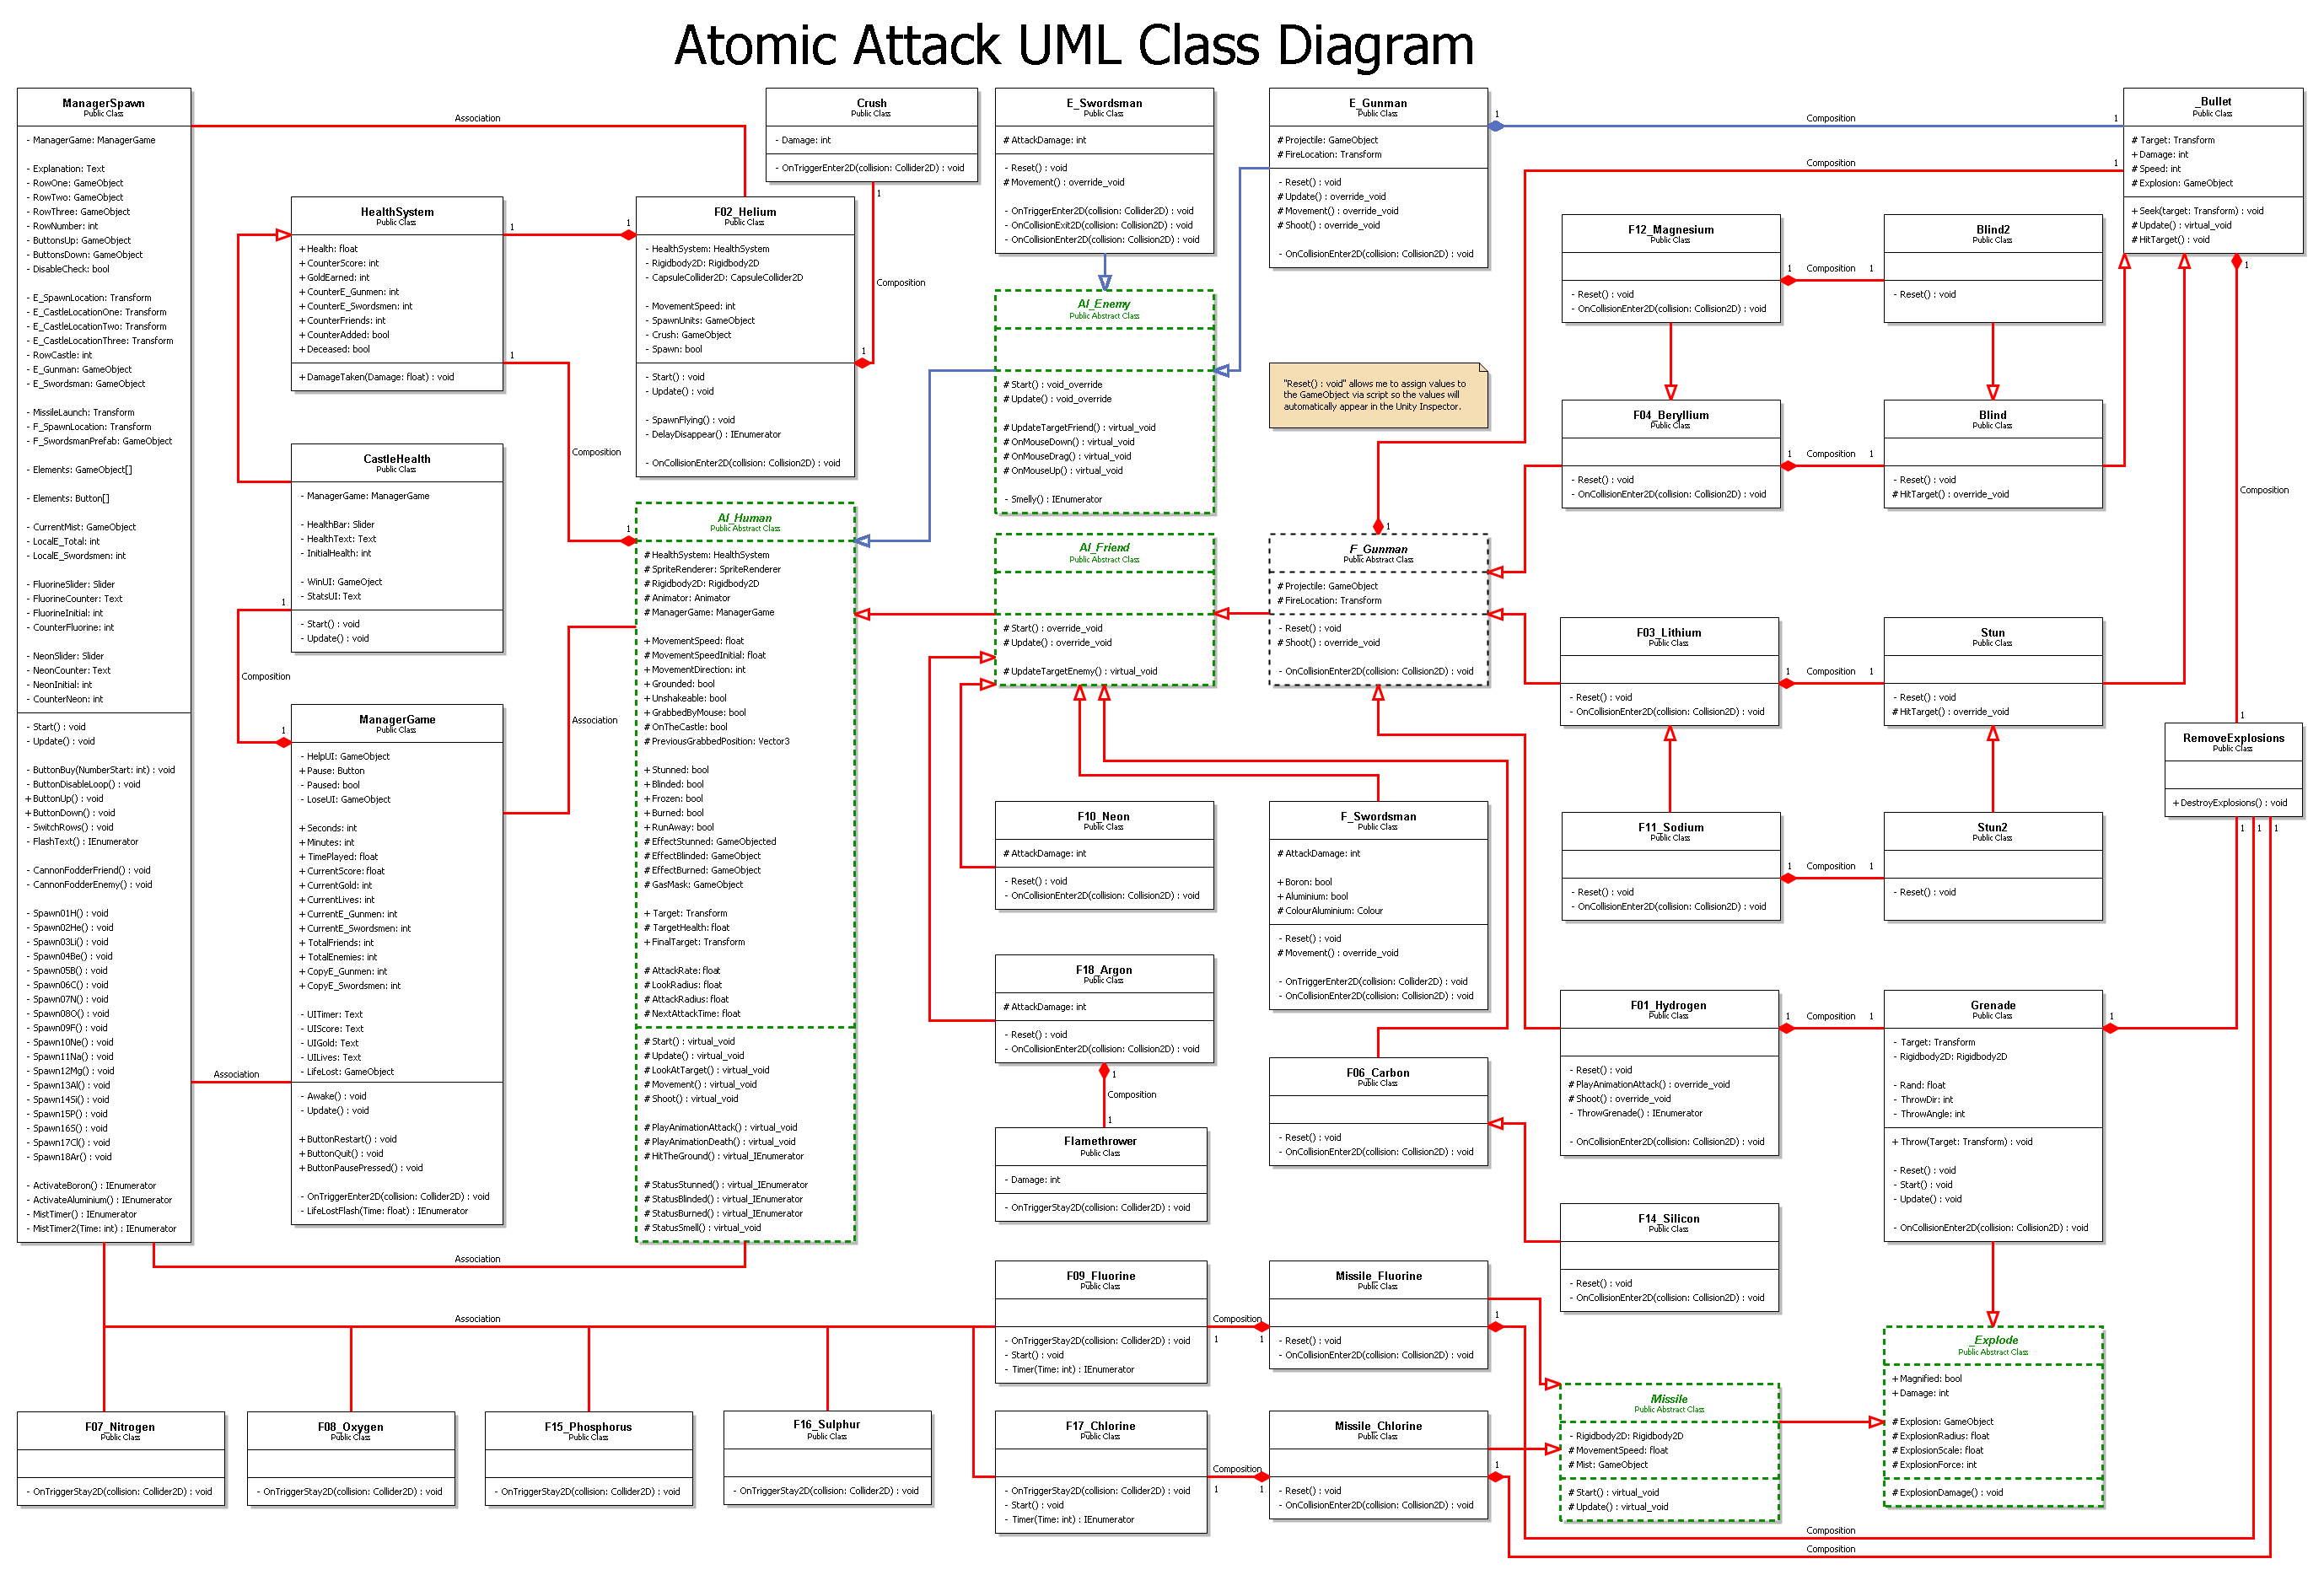 Atomic Attack UML Class Diagram
ManagerSpawn
Public Class
- ManagerGame: ManagerGame
- Explanation: Text
- RowOne: GameObject
- RowTwo: GameObject
- RowThree: GameObject
- RowNumber: int
- ButtonsUp: GameObject
- ButtonsDown: GameObject
- DisableCheck: bool
- E_SpawnLocation: Transform
- E_CastleLocationOne: Transform
- E_CastleLocationTwo: Transform
- E_CastleLocationThree: Transform
- RowCastle: int
- E_Gunman: GameObject
- E_Swordsman: GameObject
- MissileLaunch: Transform
- F_SpawnLocation: Transform
- F_SwordsmanPrefab: GameObject
- Elements: GameObject[]
- Elements: Button[]
- CurrentMist: GameObject
- LocalE_Total: int
- LocalE_Swordsmen: int
- FluorineSlider: Slider
- FluorineCounter: Text
- FluorineInitial: int
- CounterFluorine: int
- NeonSlider: Slider
- NeonCounter: Text
- NeonInitial: int
- CounterNeon: int
- Start() : void
- Update() : void
- ButtonBuy(NumberStart: int) : void
- ButtonDisableLoop() : void
+ ButtonUp() : void
+ ButtonDown() : void
- SwitchRows() : void
- FlashText() : IEnumerator
- CannonFodderFriend() : void
- CannonFodderEnemy() : void
- Spawn01H() : void
- Spawn02He() : void
- Spawn03Li() : void
- Spawn04Be() : void
- Spawn05B() : void
- Spawn06C() : void
- Spawn07N() : void
- Spawn08O() : void
- Spawn09F() : void
- Spawn10Ne() : void
- Spawn11Na() : void
- Spawn12Mg() : void
- Spawn13Al() : void
- Spawn14Si() : void
- Spawn15P() : void
- Spawn16S() : void
- Spawn17Cl() : void
- Spawn18Ar() : void
- ActivateBoron() : IEnumerator
- ActivateAluminium() : IEnumerator
- MistTimer() : IEnumerator
- MistTimer2(Time: int) : IEnumerator
Association
HealthSystem
Public Class
+ Health: float
+ CounterScore: int
+ GoldEarned: int
+ CounterE_Gunmen: int
+ CounterE_Swordsmen: int
+ CounterFriends: int
+ CounterAdded: bool
+ Deceased: bool
+ DamageTaken(Damage: float) : void
1
1
1
Composition
1
CastleHealth
Public Class
- ManagerGame: ManagerGame
- HealthBar: Slider
- HealthText: Text
- InitialHealth: int
- WinUI: GameOject
- StatsUI: Text
- Start() : void
- Update() : void
1
Composition
1
ManagerGame
Public Class
- HelpUI: GameObject
+ Pause: Button
- Paused: bool
- LoseUI: GameObject
+ Seconds: int
+ Minutes: int
+ TimePlayed: float
+ CurrentScore: float
+ CurrentGold: int
+ CurrentLives: int
+ CurrentE_Gunmen: int
+ CurrentE_Swordsmen: int
+ TotalFriends: int
+ TotalEnemies: int
+ CopyE_Gunmen: int
+ CopyE_Swordsmen: int
- UITimer: Text
- UIScore: Text
- UIGold: Text
- UILives: Text
- LifeLost: GameObject
- Awake() : void
- Update() : void
+ ButtonRestart() : void
+ ButtonQuit() : void
+ ButtonPausePressed() : void
- OnTriggerEnter2D(collision: Collider2D) : void
- LifeLostFlash(Time: float) : IEnumerator
Association
Association
Association
F02_Helium
Public Class
- HealthSystem: HealthSystem
- Rigidbody2D: Rigidbody2D
- CapsuleCollider2D: CapsuleCollider2D
- MovementSpeed: int
- SpawnUnits: GameObject
- Crush: GameObject
- Spawn: bool
- Start() : void
- Update() : void
- SpawnFlying() : void
- DelayDisappear() : IEnumerator
- OnCollisionEnter2D(collision: Collision2D) : void
Crush
Public Class
- Damage: int
- OnTriggerEnter2D(collision: Collider2D) : void
1
Composition
1
AI_Human
Public Abstract Class
# HealthSystem: HealthSystem
# SpriteRenderer: SpriteRenderer
# Rigidbody2D: Rigidbody2D
# Animator: Animator
# ManagerGame: ManagerGame
+ MovementSpeed: float
# MovementSpeedInitial: float
+ MovementDirection: int
+ Grounded: bool
+ Unshakeable: bool
+ GrabbedByMouse: bool
+ OnTheCastle: bool
# PreviousGrabbedPosition: Vector3
+ Stunned: bool
+ Blinded: bool
+ Frozen: bool
+ Burned: bool
+ RunAway: bool
# EffectStunned: GameObjected
# EffectBlinded: GameObject
# EffectBurned: GameObject
# GasMask: GameObject
+ Target: Transform
# TargetHealth: float
+ FinalTarget: Transform
# AttackRate: float
# LookRadius: float
# AttackRadius: float
# NextAttackTime: float
# Start() : virtual_void
# Update() : virtual_void
# LookAtTarget() : virtual_void
# Movement() : virtual_void
# Shoot() : virtual_void
# PlayAnimationAttack() : virtual_void
# PlayAnimationDeath() : virtual_void
# HitTheGround() : virtual_IEnumerator
# StatusStunned() : virtual_IEnumerator
# StatusBlinded() : virtual_IEnumerator
# StatusBurned() : virtual_IEnumerator
# StatusSmell() : virtual_void
E_Swordsman
Public Class
# AttackDamage: int
- Reset() : void
# Movement() : override_void
- OnTriggerEnter2D(collision: Collider2D) : void
- OnCollisionExit2D(collision: Collision2D) : void
- OnCollisionEnter2D(collision: Collision2D) : void
AI_Enemy
Public Abstract Class
# Start() : void_override
# Update() : void_override
# UpdateTargetFriend() : virtual_void
# OnMouseDown() : virtual_void
# OnMouseDrag() : virtual_void
# OnMouseUp() : virtual_void
- Smelly() : IEnumerator
AI_Friend
Public Abstract Class
# Start() : override_void
# Update() : override_void
# UpdateTargetEnemy() : virtual_void
F10_Neon
Public Class
# AttackDamage: int
- Reset() : void
- OnCollisionEnter2D(collision: Collision2D) : void
F18_Argon
Public Class
# AttackDamage: int
- Reset() : void
- OnCollisionEnter2D(collision: Collision2D) : void
1
Composition
1
Flamethrower
Public Class
- Damage: int
- OnTriggerStay2D(collision: Collider2D) : void
E_Gunman
Public Class
# Projectile: GameObject
# FireLocation: Transform
- Reset() : void
# Update() : override_void
# Movement() : override_void
# Shoot() : override_void
- OnCollisionEnter2D(collision: Collision2D) : void
1
Composition
1
Composition
1
"Reset() : void" allows me to assign values to
the GameObject via script so the values will
automatically appear in the Unity Inspector.
1
F_Gunman
Public Abstract Class
# Projectile: GameObject
# FireLocation: Transform
- Reset() : void
# Shoot() : override_void
- OnCollisionEnter2D(collision: Collision2D) : void
F_Swordsman
Public Class
# AttackDamage: int
+ Boron: bool
+ Aluminium: bool
# ColourAluminium: Colour
- Reset() : void
# Movement() : override_void
- OnTriggerEnter2D(collision: Collider2D) : void
- OnCollisionEnter2D(collision: Collision2D) : void
F06_Carbon
Public Class
- Reset() : void
- OnCollisionEnter2D(collision: Collision2D) : void
_Bullet
Public Class
# Target: Transform
+ Damage: int
# Speed: int
# Explosion: GameObject
+ Seek(target: Transform) : void
# Update() : virtual_void
# HitTarget() : void
1
Composition
1
F12_Magnesium
Public Class
- Reset() : void
- OnCollisionEnter2D(collision: Collision2D) : void
1 Composition 1
Blind2
Public Class
- Reset() : void
F04_Beryllium
Public Class
- Reset() : void
- OnCollisionEnter2D(collision: Collision2D) : void
1 Composition 1
Blind
Public Class
- Reset() : void
# HitTarget() : override_void
F03_Lithium
Public Class
- Reset() : void
- OnCollisionEnter2D(collision: Collision2D) : void
1 Composition 1
Stun
Public Class
- Reset() : void
# HitTarget() : override_void
F11_Sodium
Public Class
- Reset() : void
- OnCollisionEnter2D(collision: Collision2D) : void
1 Composition 1
Stun2
Public Class
- Reset() : void
RemoveExplosions
Public Class
+ DestroyExplosions() : void
1 1 1
F01_Hydrogen
Public Class
- Reset() : void
# PlayAnimationAttack() : override_void
# Shoot() : override_void
- ThrowGrenade() : IEnumerator
- OnCollisionEnter2D(collision: Collision2D) : void
1 Composition 1
Grenade
Public Class
- Target: Transform
- Rigidbody2D: Rigidbody2D
- Rand: float
- ThrowDir: int
- ThrowAngle: int
+ Throw(Target: Transform) : void
- Reset() : void
- Start() : void
- Update() : void
- OnCollisionEnter2D(collision: Collision2D) : void
1
F14_Silicon
Public Class
- Reset() : void
- OnCollisionEnter2D(collision: Collision2D) : void
Association
F09_Fluorine
Public Class
- OnTriggerStay2D(collision: Collider2D) : void
- Start() : void
- Timer(Time: int) : IEnumerator
Composition
1 1
Missile_Fluorine
Public Class
- Reset() : void
- OnCollisionEnter2D(collision: Collision2D) : void
1
_Explode
Public Abstract Class
+ Magnified: bool
+ Damage: int
# Explosion: GameObject
# ExplosionRadius: float
# ExplosionScale: float
# ExplosionForce: int
# ExplosionDamage() : void
Missile
Public Abstract Class
- Rigidbody2D: Rigidbody2D
# MovementSpeed: float
# Mist: GameObject
# Start() : virtual_void
# Update() : virtual_void
F07_Nitrogen
Public Class
- OnTriggerStay2D(collision: Collider2D) : void
F08_Oxygen
Public Class
- OnTriggerStay2D(collision: Collider2D) : void
F15_Phosphorus
Public Class
- OnTriggerStay2D(collision: Collider2D) : void
F16_Sulphur
Public Class
- OnTriggerStay2D(collision: Collider2D) : void
F17_Chlorine
Public Class
- OnTriggerStay2D(collision: Collider2D) : void
- Start() : void
- Timer(Time: int) : IEnumerator
Composition
1 1
Missile_Chlorine
Public Class
- Reset() : void
- OnCollisionEnter2D(collision: Collision2D) : void
1
Composition
Composition